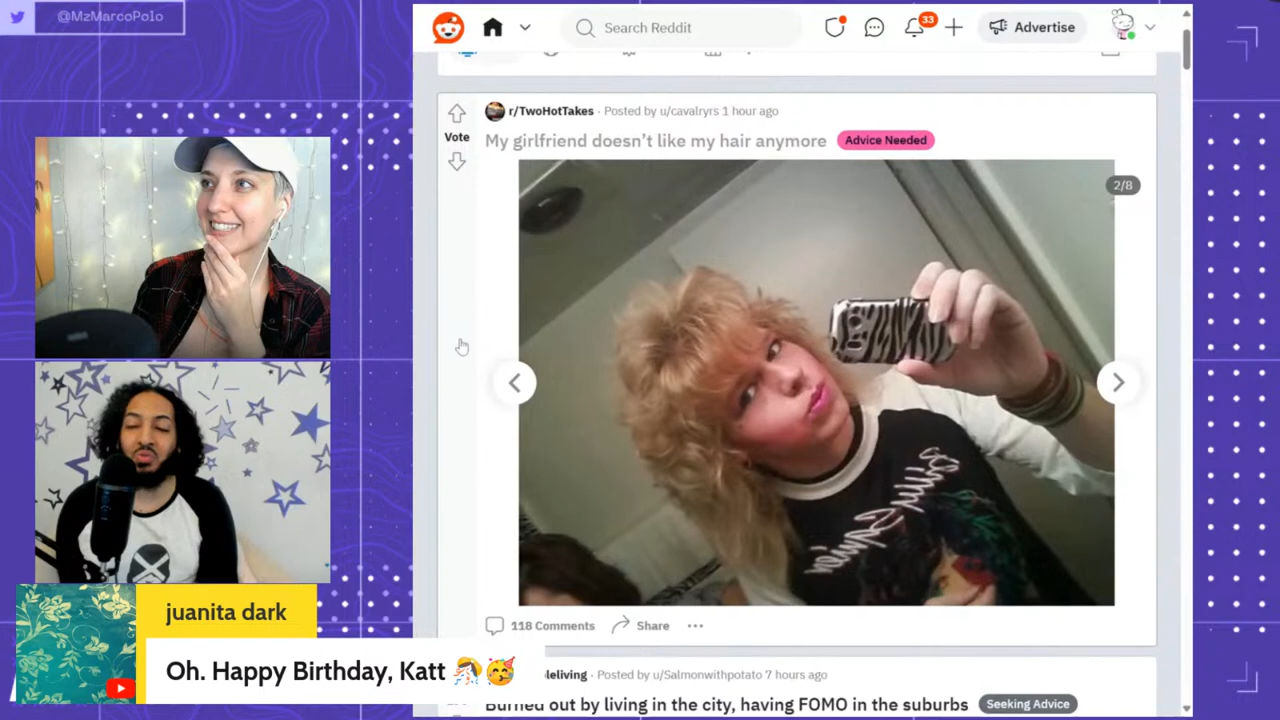 @MzMarcoPolo
Search Reddit
33
Advertise
r/TwoHotTakes · Posted by u/cavalryrs 1 hour ago
Vote
My girlfriend doesn't like my hair anymore
Advice Needed
2/8
118 Comments
Share
juanita dark
Oh. Happy Birthday, Katt
leliving · Posted by u/Salmonwithpotato 7 hours ago
Burned out by living in the city, having FOMO in the suburbs
Seeking Advice